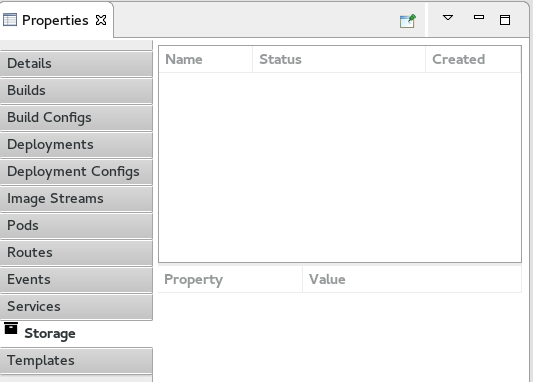 Properties
Name Status Created
Details
Builds
Build Configs
Deployments
Deployment Configs
Image Streams
Pods
Routes
Events
Services
Storage
Templates
Property Value